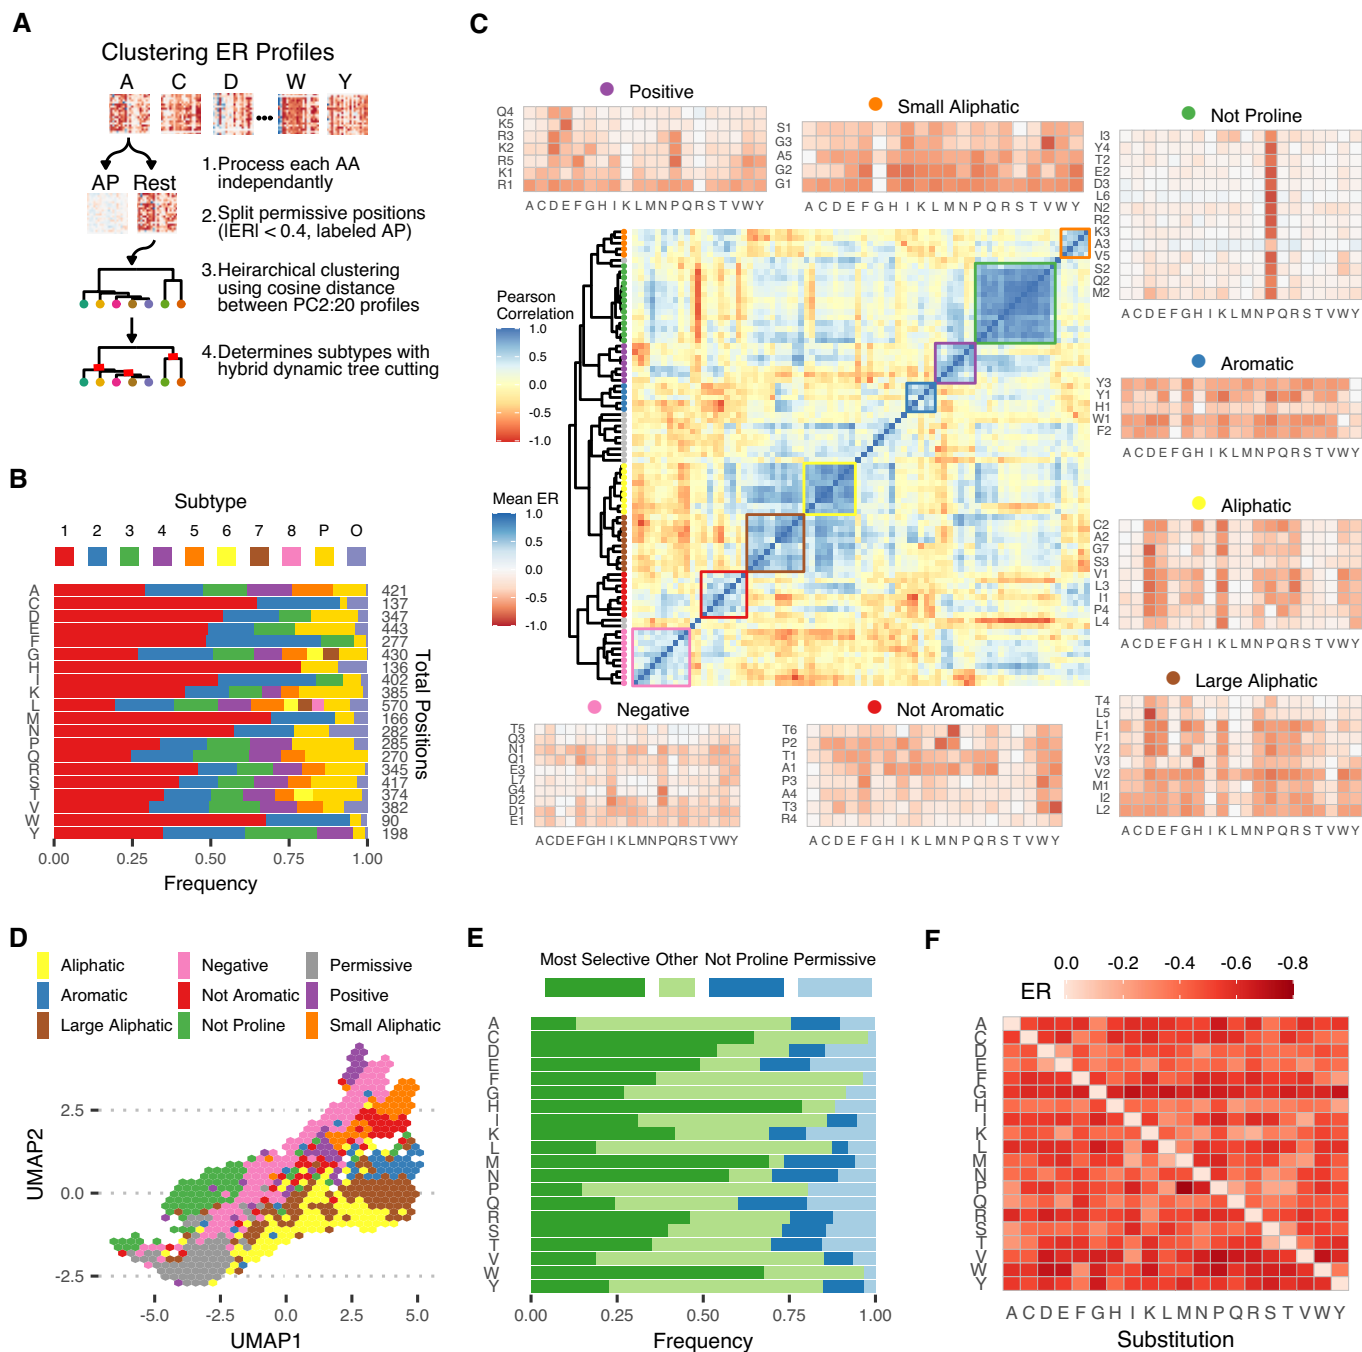 A
Clustering ER Profiles
A C D W Y
AP Rest
1.Process each AA
independantly
2.Split permissive positions
(|ER| < 0.4, labeled AP)
3.Heirarchical clustering
using cosine distance
between PC2:20 profiles
4.Determines subtypes with
hybrid dynamic tree cutting
B
Subtype
1 2 3 4 5 6 7 8 P O
A 421
C 137
D 347
E 443
F 277
G 430
H 136
I 402
K 385
L 570
M 166
N 282
P 285
Q 270
R 345
S 417
T 374
V 382
W 90
Y 198
Total Positions
0.00 0.25 0.50 0.75 1.00
Frequency
C
Positive
Q4
K5
R3
K2
R5
K1
R1
A C D E F G H I K L M N P Q R S T V W Y
Small Aliphatic
S1
G3
A5
G2
G1
A C D E F G H I K L M N P Q R S T V W Y
Not Proline
I3
Y4
T2
E2
D3
L6
N2
R2
K3
A3
V5
S2
Q2
M2
A C D E F G H I K L M N P Q R S T V W Y
Pearson
Correlation
1.0
0.5
0.0
-0.5
-1.0
Mean ER
1.0
0.5
0.0
-0.5
-1.0
Aromatic
Y3
Y1
H1
W1
F2
A C D E F G H I K L M N P Q R S T V W Y
Aliphatic
C2
A2
G7
S3
V1
L3
I1
P4
L4
A C D E F G H I K L M N P Q R S T V W Y
Large Aliphatic
T4
L5
L1
F1
Y2
V3
V2
M1
I2
L2
A C D E F G H I K L M N P Q R S T V W Y
Negative
T5
Q3
N1
Q1
E3
L7
G4
D2
D1
E1
A C D E F G H I K L M N P Q R S T V W Y
Not Aromatic
T6
P2
T1
A1
P3
A4
T3
R4
A C D E F G H I K L M N P Q R S T V W Y
D
Aliphatic Negative Permissive
Aromatic Not Aromatic Positive
Large Aliphatic Not Proline Small Aliphatic
UMAP2
2.5
0.0
-2.5
-5.0 -2.5 0.0 2.5 5.0
UMAP1
E
Most Selective Other Not Proline Permissive
A
C
D
E
F
G
H
I
K
L
M
N
P
Q
R
S
T
V
W
Y
0.00 0.25 0.50 0.75 1.00
Frequency
F
0.0 -0.2 -0.4 -0.6 -0.8
ER
A
C
D
E
F
G
H
I
K
L
M
N
P
Q
R
S
T
V
W
Y
A C D E F G H I K L M N P Q R S T V W Y
Substitution